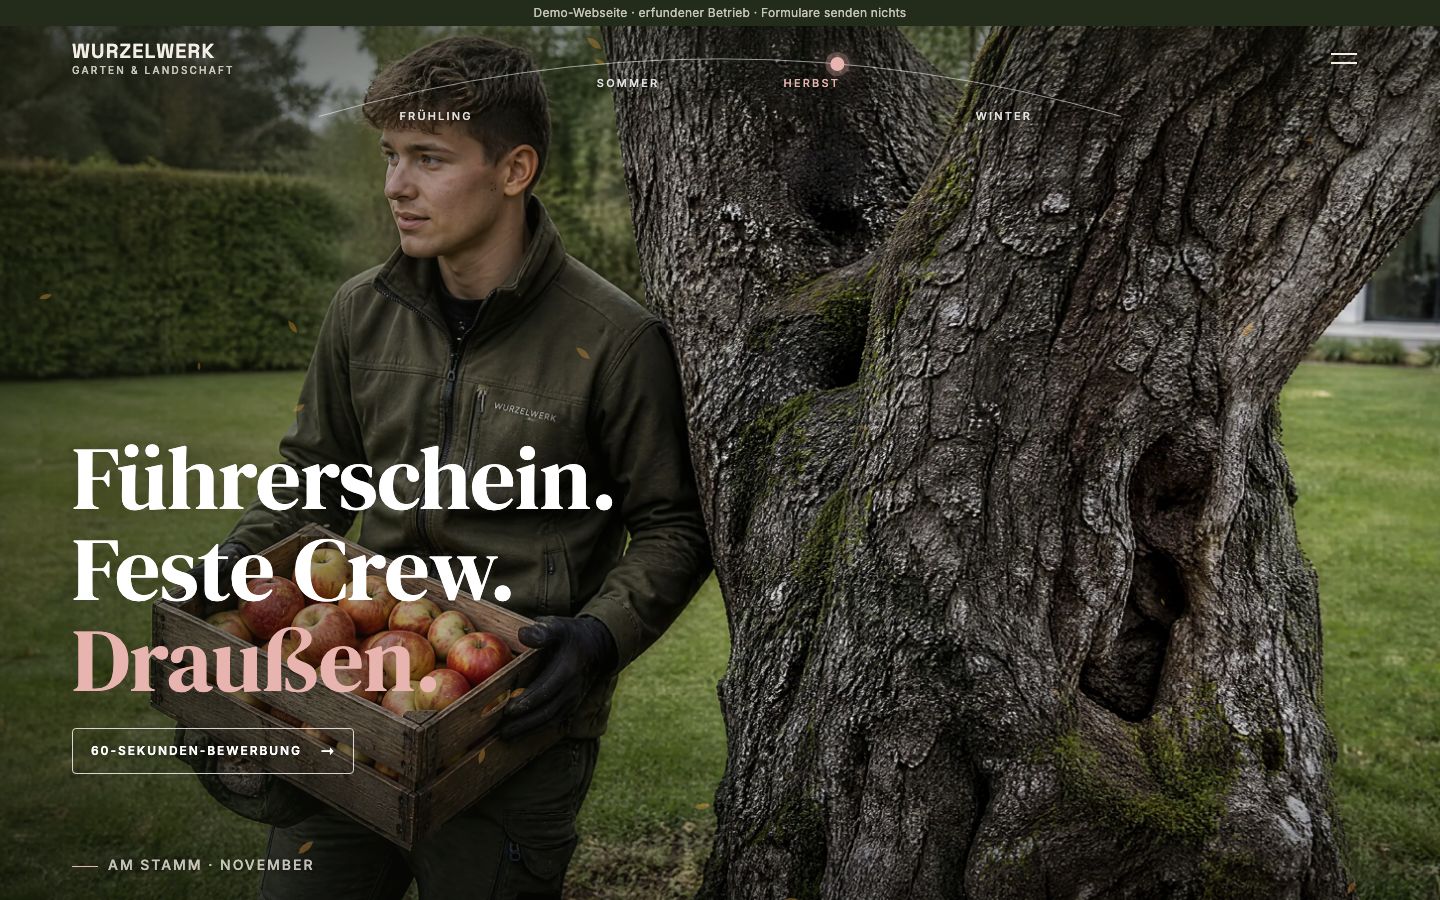 Demo-Webseite · erfundener Betrieb · Formulare senden nichts
WURZELWERK
GARTEN & LANDSCHAFT
FRÜHLING
SOMMER
HERBST
WINTER
WURZELWERK
Führerschein.
Feste Crew.
Draußen.
60-SEKUNDEN-BEWERBUNG →
AM STAMM · NOVEMBER